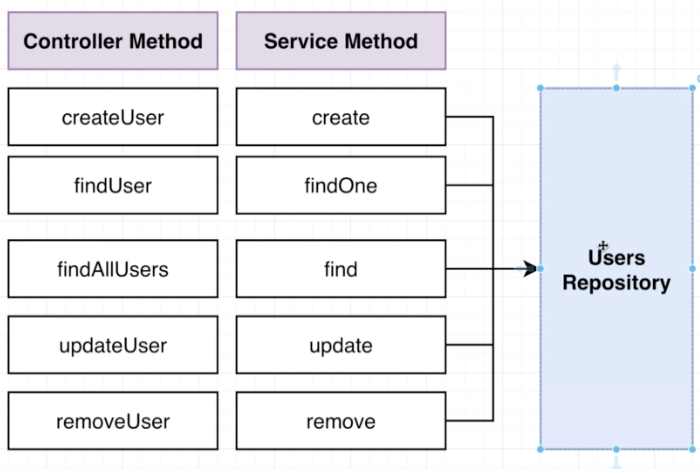 Controller Method
Service Method
createUser
create
findUser
findOne
findAllUsers
find
updateUser
update
removeUser
remove
Users
Repository